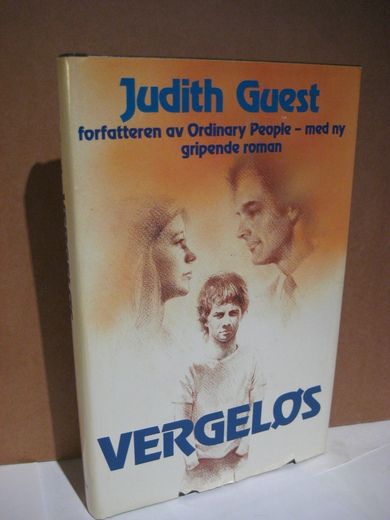 Judith Guest
forfatteren av Ordinary People – med ny
gripende roman
VERGELØS